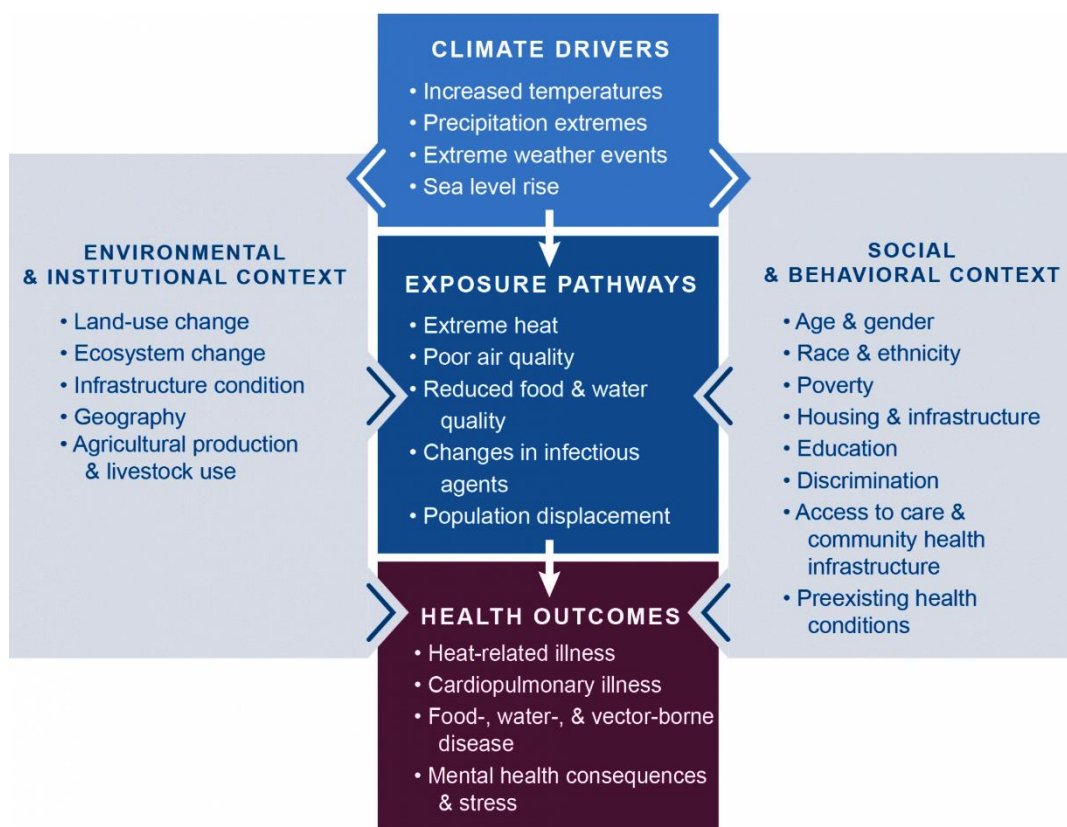 CLIMATE DRIVERS
• Increased temperatures
• Precipitation extremes
• Extreme weather events
• Sea level rise
ENVIRONMENTAL
& INSTITUTIONAL CONTEXT
• Land-use change
• Ecosystem change
• Infrastructure condition
• Geography
• Agricultural production
& livestock use
EXPOSURE PATHWAYS
• Extreme heat
• Poor air quality
• Reduced food & water
quality
• Changes in infectious
agents
• Population displacement
SOCIAL
& BEHAVIORAL CONTEXT
• Age & gender
• Race & ethnicity
• Poverty
• Housing & infrastructure
• Education
• Discrimination
• Access to care &
community health
infrastructure
• Preexisting health
conditions
HEALTH OUTCOMES
• Heat-related illness
• Cardiopulmonary illness
• Food-, water-, & vector-borne
disease
• Mental health consequences
& stress